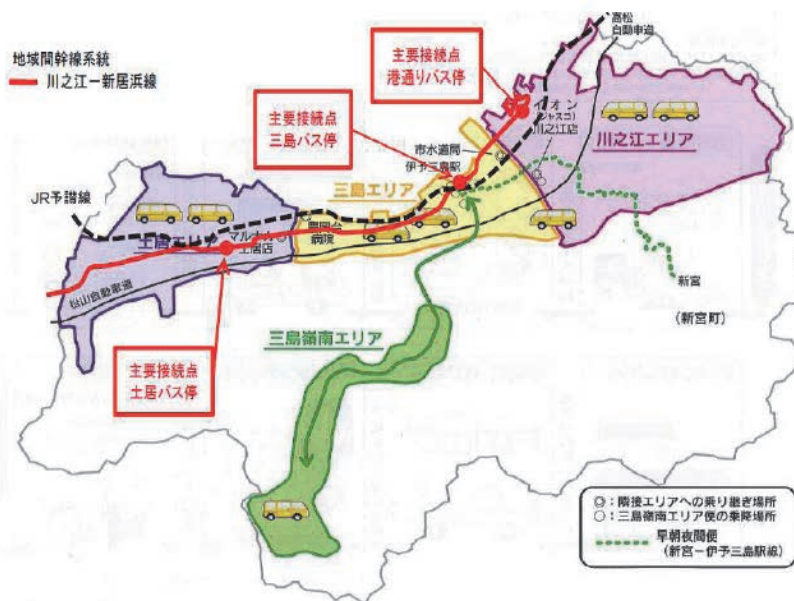 地域間幹線系統
川之江ー新居浜線
高松
自動車道
主要接続点
港通りバス停
主要接続点
三島バス停
イオン
(ジャスコ)
川之江店
川之江エリア
市水道局
伊予三島駅
三島エリア
JR予讃線
土居エリア
マルナカ
土居店
豊岡台
病院
松山自動車道
新宮
(新宮町)
三島嶺南エリア
主要接続点
土居バス停
◎:隣接エリアへの乗り継ぎ場所
○:三島嶺南エリア便の乗降場所
早朝夜間便
(新宮ー伊予三島駅線)